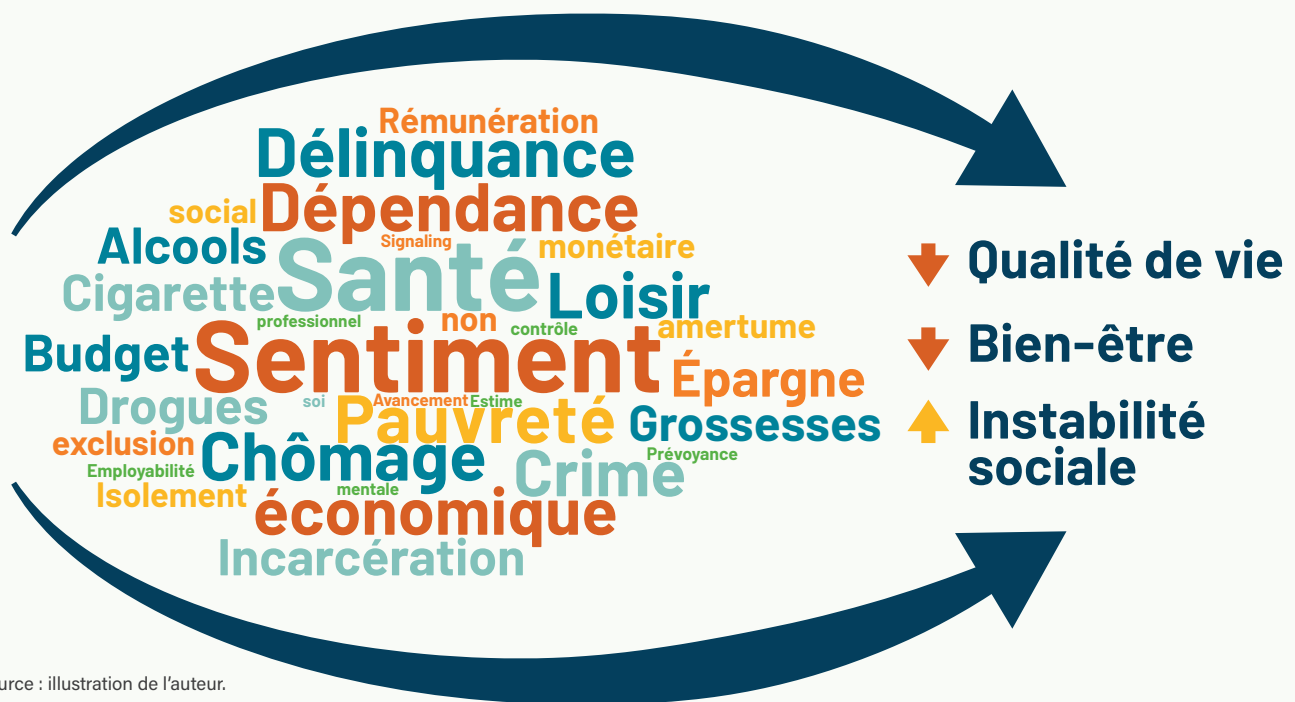 Rémunération
Délinquance
social Dépendance
Alcools Signaling monétaire
Cigarette Santé Loisir
professionnel non contrôle amertume
Budget Sentiment Épargne
Drogues soi Avancement Estime
Pauvreté Grossesses
exclusion Chômage Prévoyance
Employabilité Crime
Isolement mentale
économique
Incarcération
Qualité de vie
Bien-être
Instabilité
sociale
urce : illustration de l’auteur.